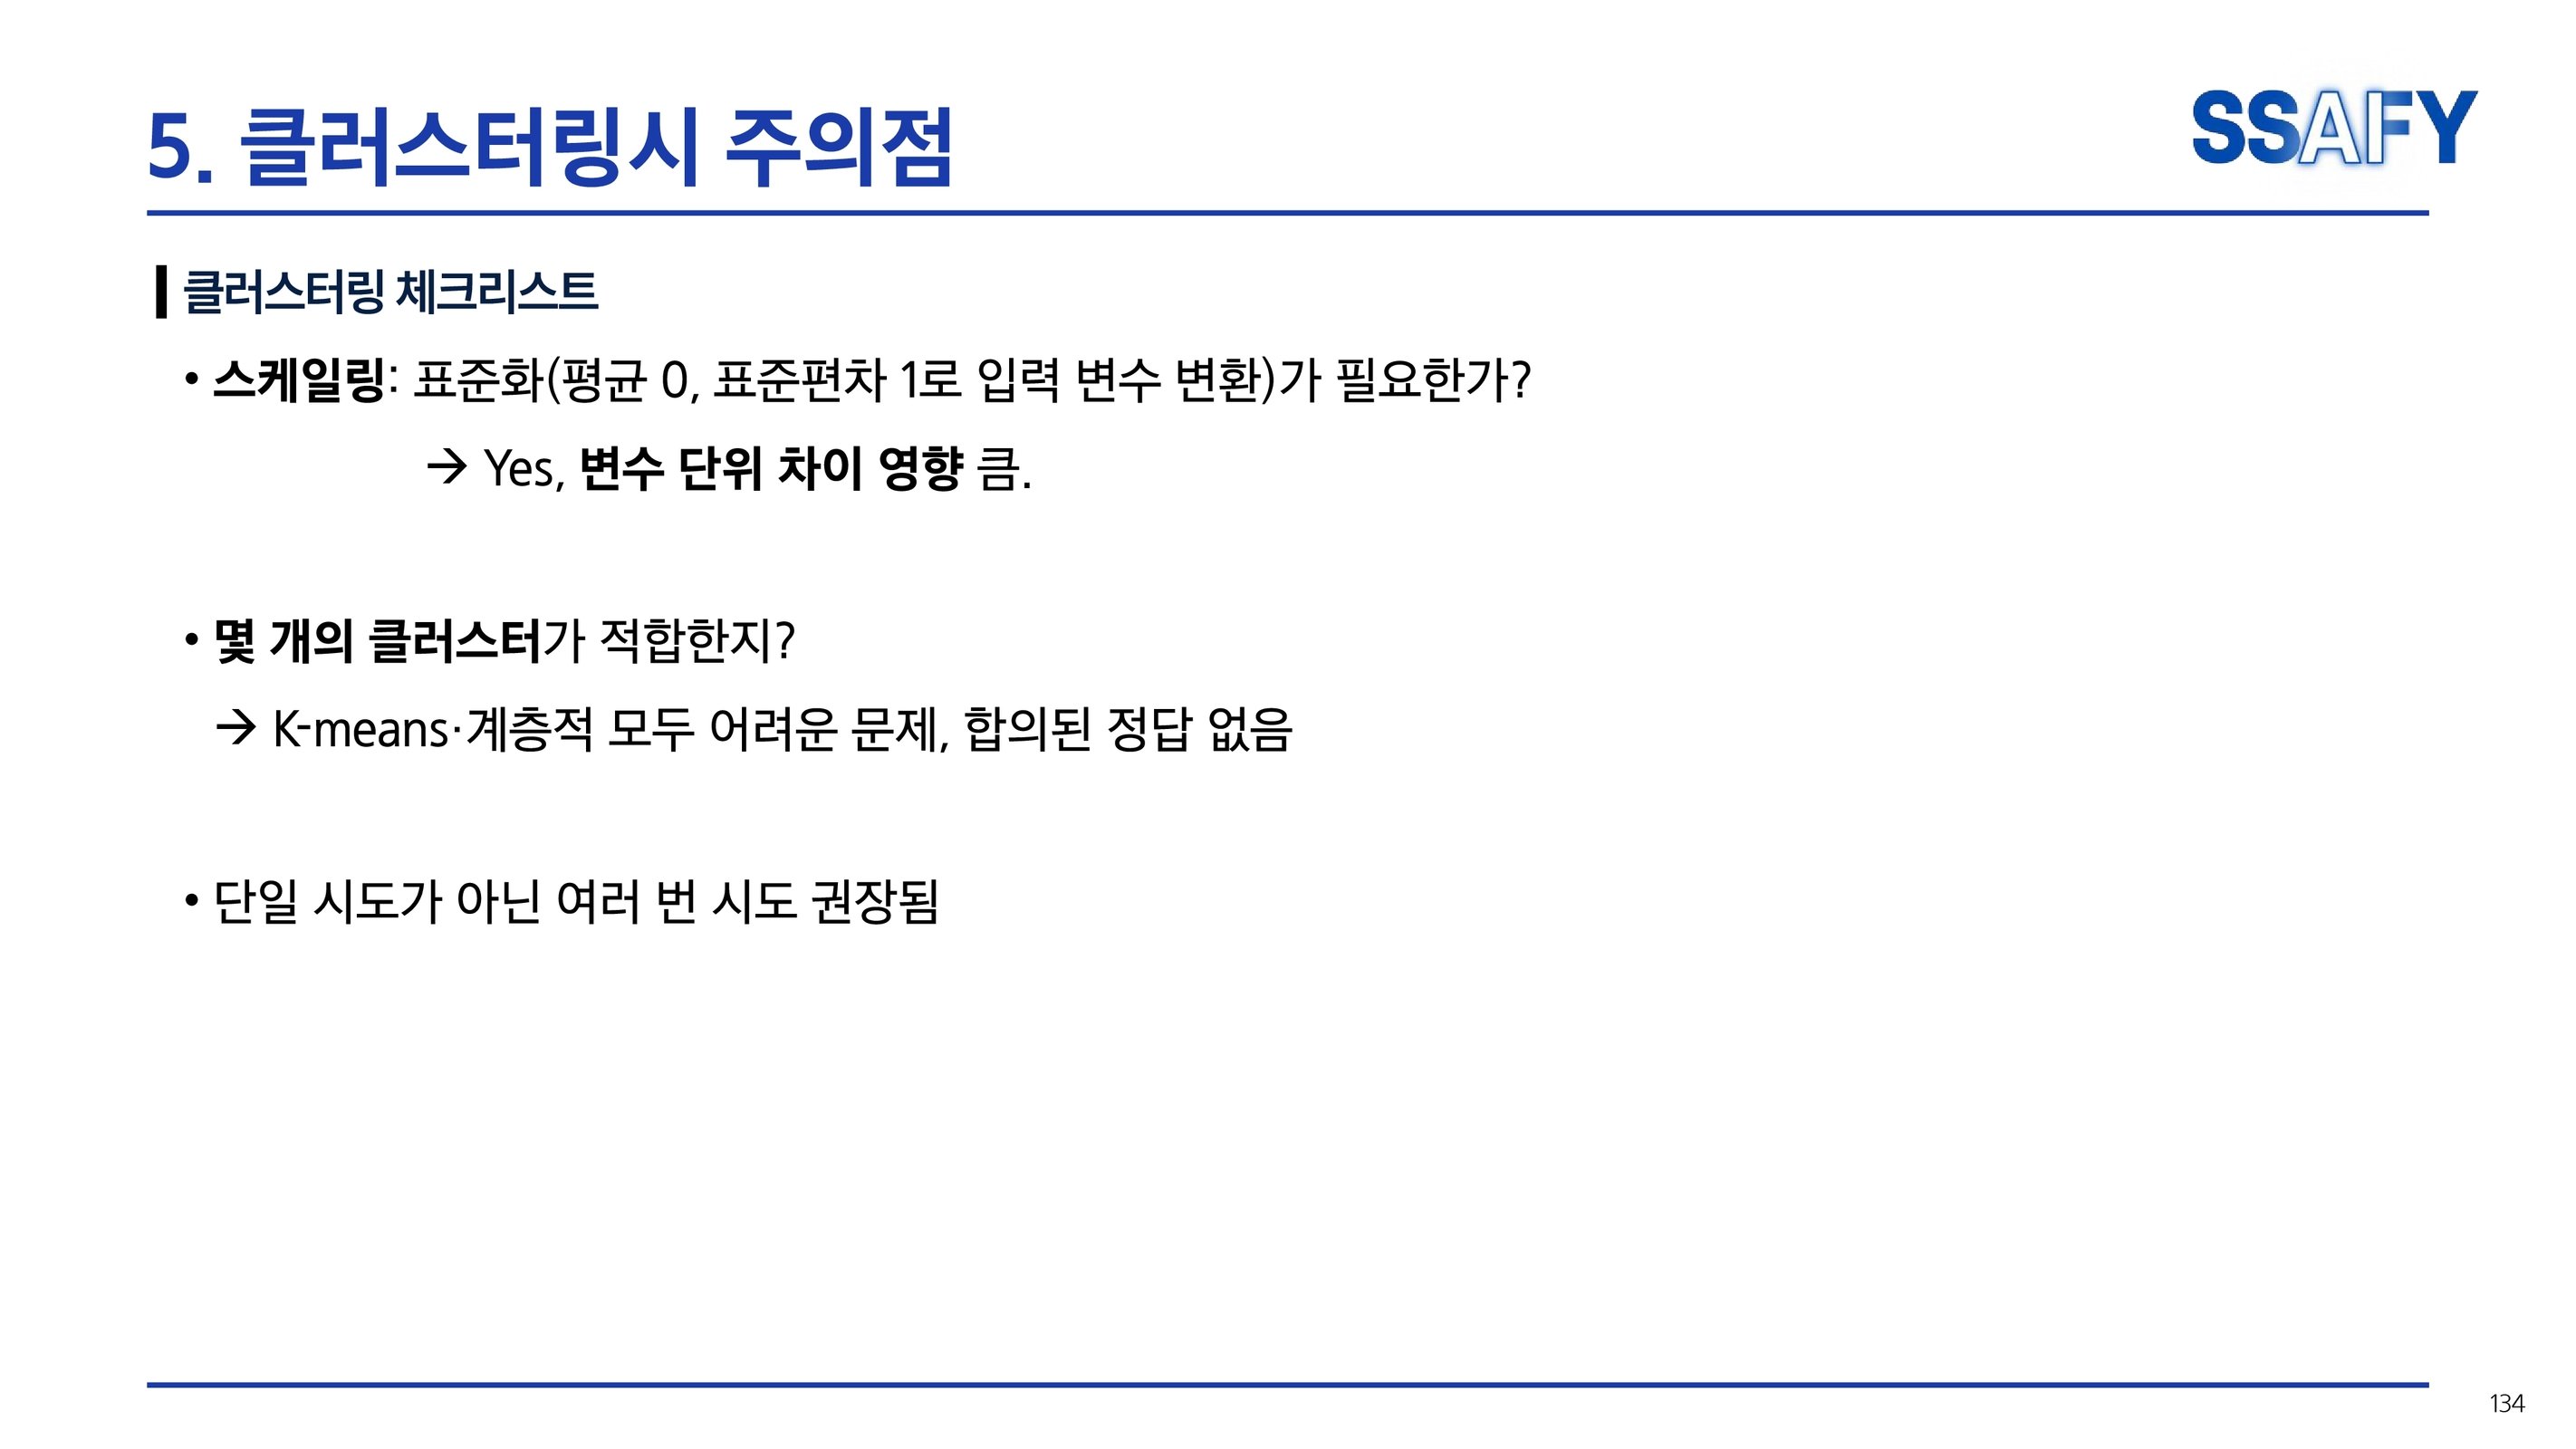 5. 클러스터링시 주의점
SSAFY
클러스터링 체크리스트
• 스케일링: 표준화(평균 0, 표준편차 1로 입력 변수 변환)가 필요한가?
→ Yes, 변수 단위 차이 영향 큼.
• 몇 개의 클러스터가 적합한지?
→ K-means·계층적 모두 어려운 문제, 합의된 정답 없음
• 단일 시도가 아닌 여러 번 시도 권장됨
134